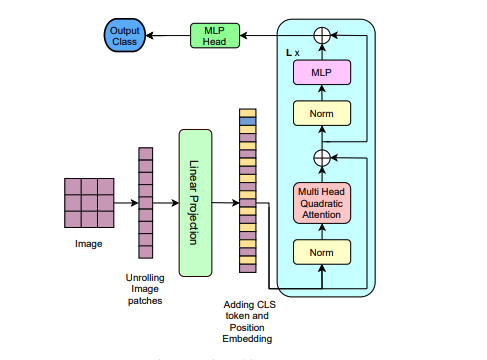 Output
Class
MLP
Head
L x
MLP
Norm
Multi Head
Quadratic
Attention
Norm
Linear Projection
Image
Unrolling
Image
patches
Adding CLS
token and
Position
Embedding